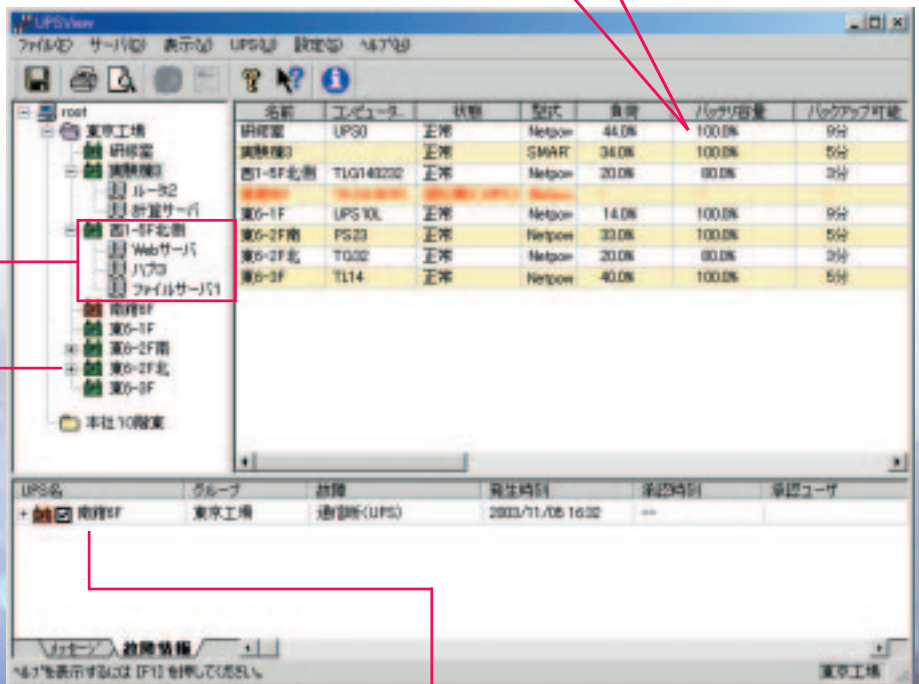 UPSView
ファイル(F) サーバ(D) 表示(V) UPS(U) 設定(S) ヘルプ(H)
root
東京工場
研修室
実験棟3
ルータ2
計算サーバ
西1-5F北側
Webサーバ
ハブ3
ファイルサーバ1
南館6F
東6-1F
東6-2F南
東6-2F北
東6-3F
本社10階東
名前 コンピュータ 状態 型式 負荷 バッテリ容量 バックアップ可能
研修室 UPS0 正常 Netpow 44.0% 100.0% 9分
実験棟3 正常 SMAR 34.0% 100.0% 5分
西1-5F北側 TLG140232 正常 Netpow 20.0% 80.0% 3分
東6-1F UPS10L 正常 Netpow 14.0% 100.0% 9分
東6-2F南 PS23 正常 Netpow 33.0% 100.0% 5分
東6-2F北 TG32 正常 Netpow 20.0% 80.0% 3分
東6-3F TL14 正常 Netpow 40.0% 100.0% 5分
UPS名 グループ 故障 発生時刻 承認時刻 承認ユーザ
南館6F 東京工場 通信断(UPS) 2003/11/05 16:32 --
メッセージ 故障情報
ヘルプを表示するには [F1] を押してください。 東京工場